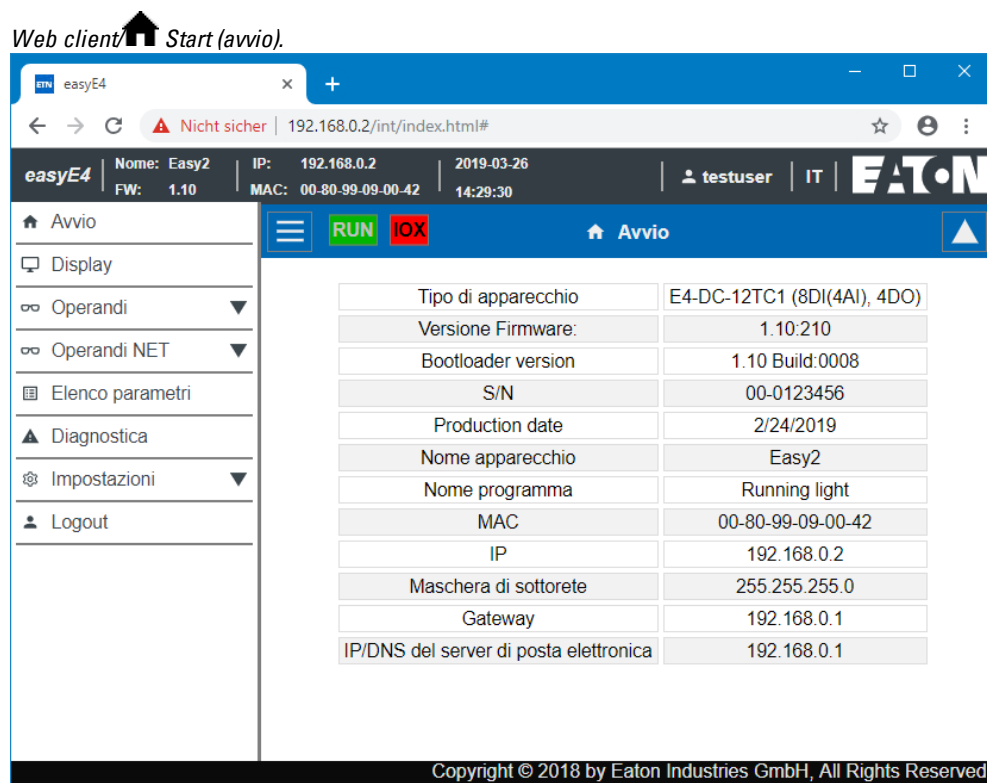 Web client/ Start (avvio).
ETN easyE4
Nicht sicher | 192.168.0.2/int/index.html#
easyE4 Nome: Easy2 IP: 192.168.0.2 2019-03-26 testuser IT EATON
FW: 1.10 MAC: 00-80-99-09-00-42 14:29:30
Avvio
Display
Operandi
Operandi NET
Elenco parametri
Diagnostica
Impostazioni
Logout
RUN IOX Avvio
Tipo di apparecchio E4-DC-12TC1 (8DI(4AI), 4DO)
Versione Firmware: 1.10:210
Bootloader version 1.10 Build:0008
S/N 00-0123456
Production date 2/24/2019
Nome apparecchio Easy2
Nome programma Running light
MAC 00-80-99-09-00-42
IP 192.168.0.2
Maschera di sottorete 255.255.255.0
Gateway 192.168.0.1
IP/DNS del server di posta elettronica 192.168.0.1
Copyright © 2018 by Eaton Industries GmbH, All Rights Reserved